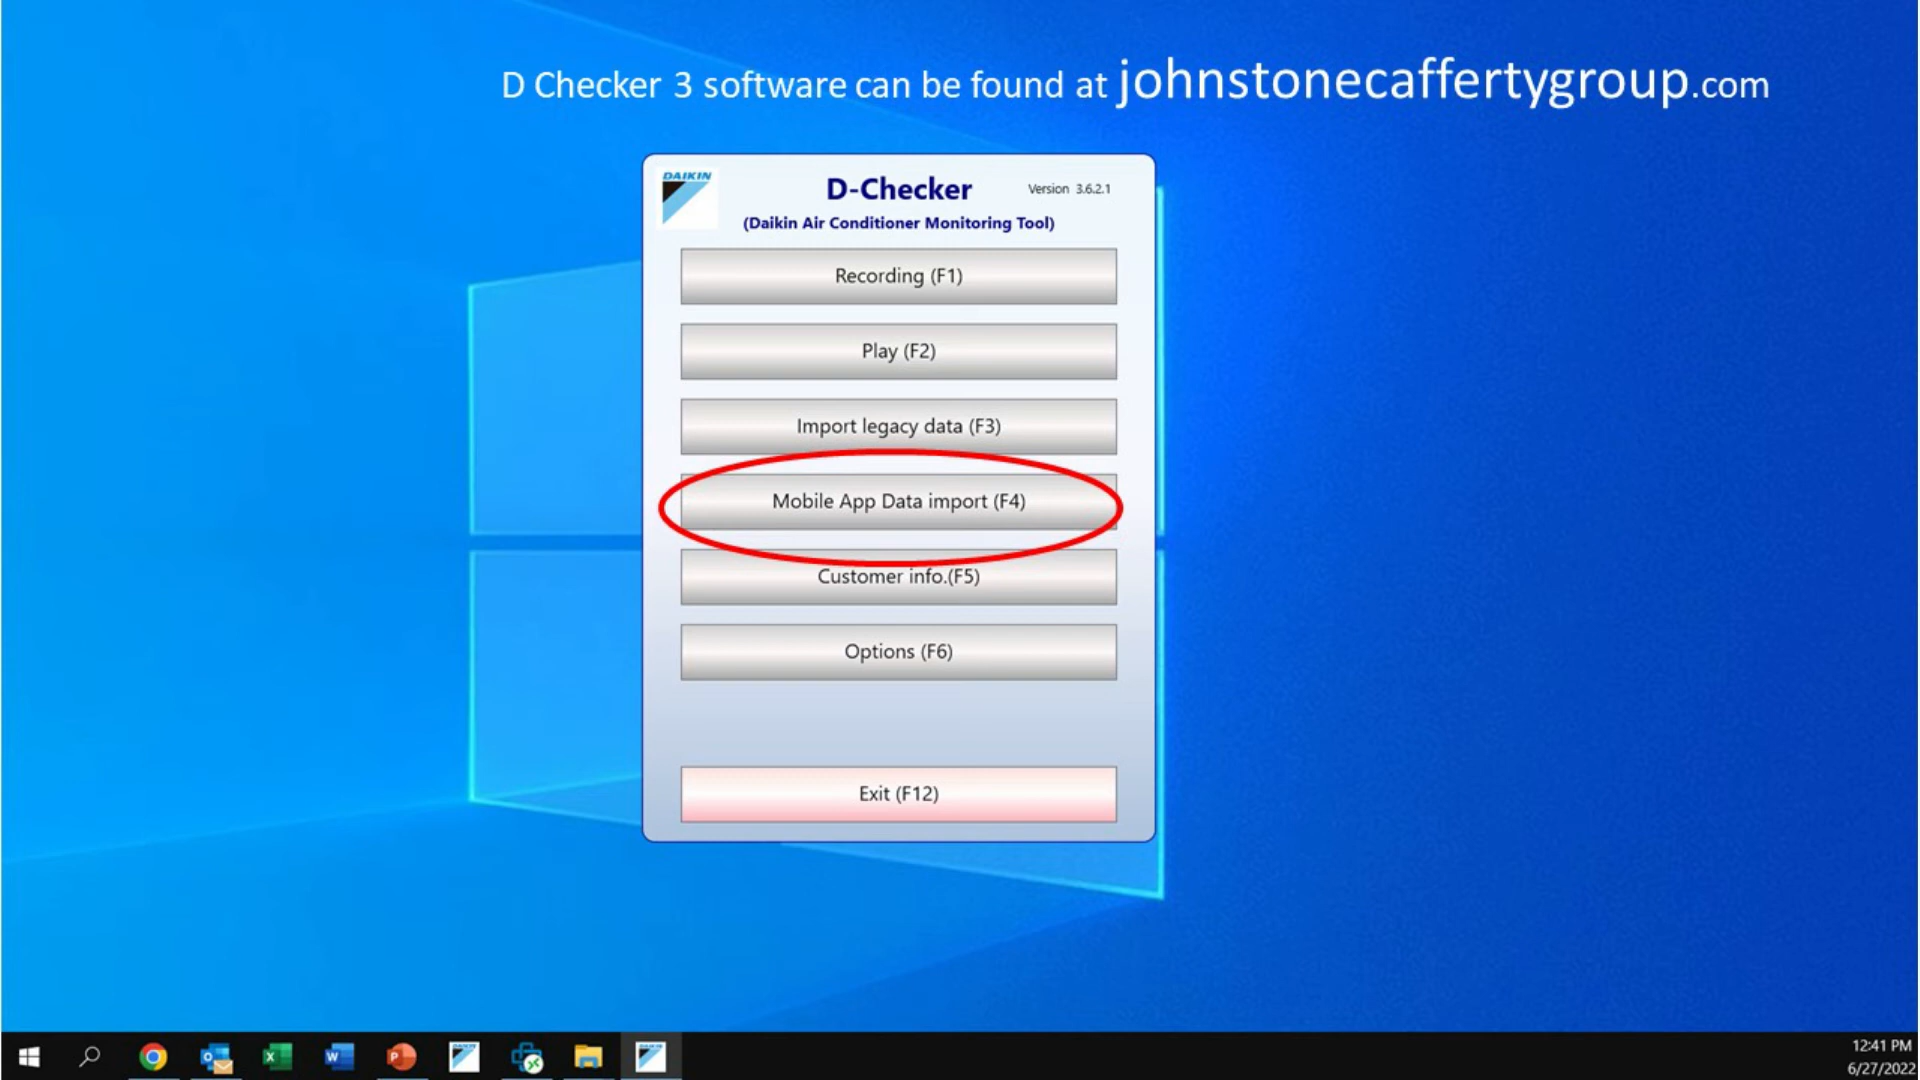 D Checker 3 software can be found at johnstonecaffertygroup.com
DAIKIN
D-Checker
Version 3.6.2.1
(Daikin Air Conditioner Monitoring Tool)
Recording (F1)
Play (F2)
Import legacy data (F3)
Mobile App Data import (F4)
Customer info.(F5)
Options (F6)
Exit (F12)
12:41 PM
6/27/2022